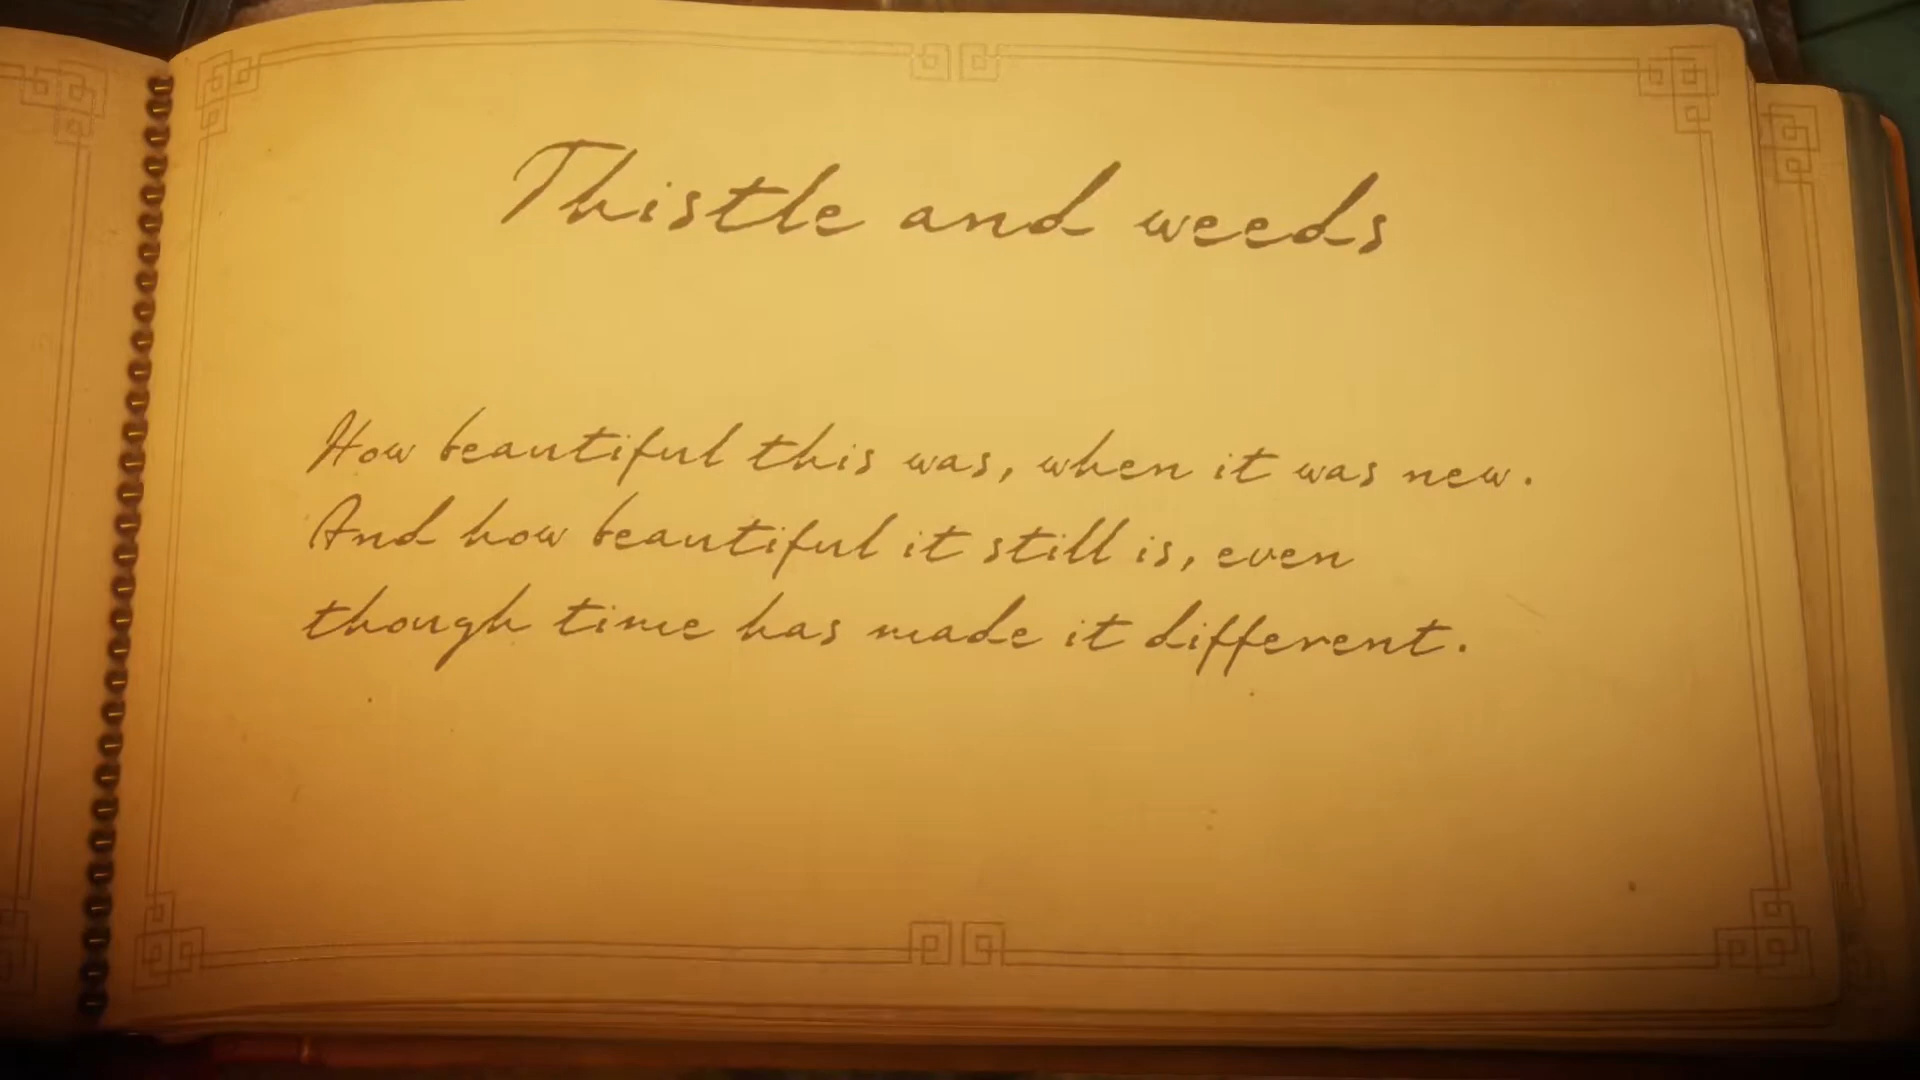 Thistle and weeds
How beautiful this was, when it was new.
And how beautiful it still is, even
though time has made it different.